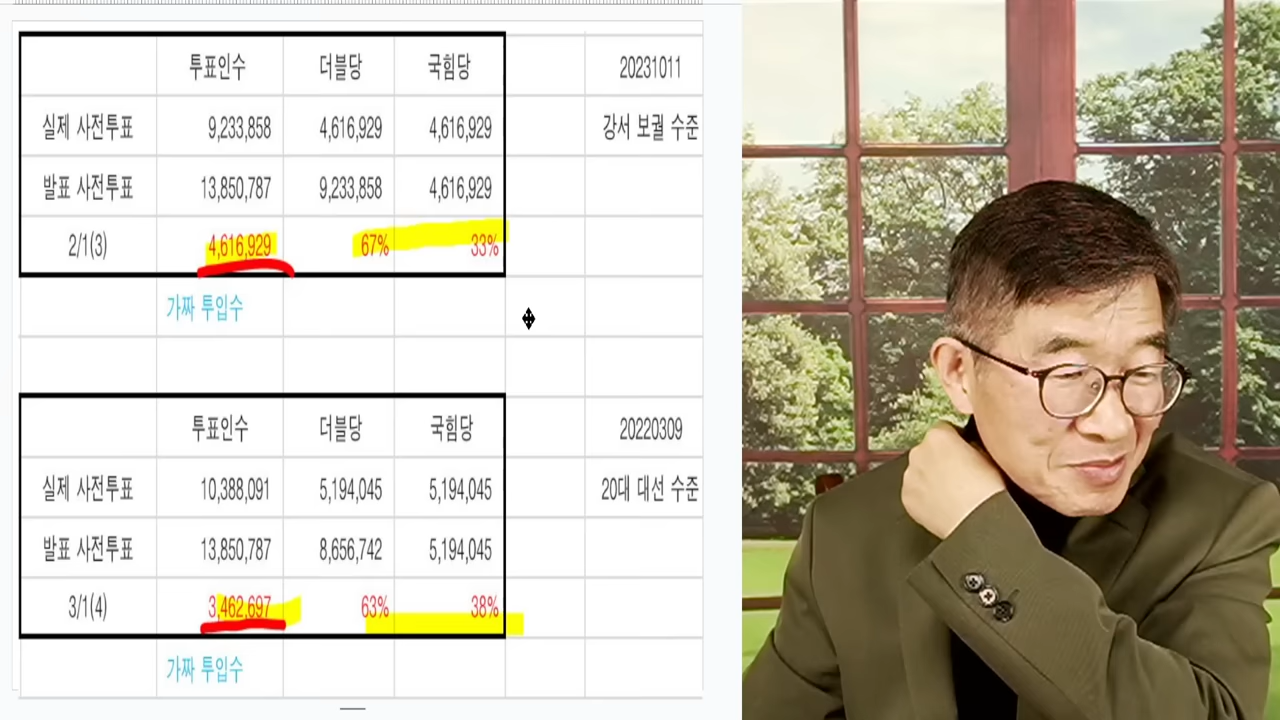 투표인수 더블당 국힘당 20231011
실제 사전투표 9,233,858 4,616,929 4,616,929 강서 보궐 수준
발표 사전투표 13,850,787 9,233,858 4,616,929
2/1(3) 4,616,929 67% 33%
가짜 투입수
투표인수 더블당 국힘당 20220309
실제 사전투표 10,388,091 5,194,045 5,194,045 20대 대선 수준
발표 사전투표 13,850,787 8,656,742 5,194,045
3/1(4) 3,462,697 63% 38%
가짜 투입수